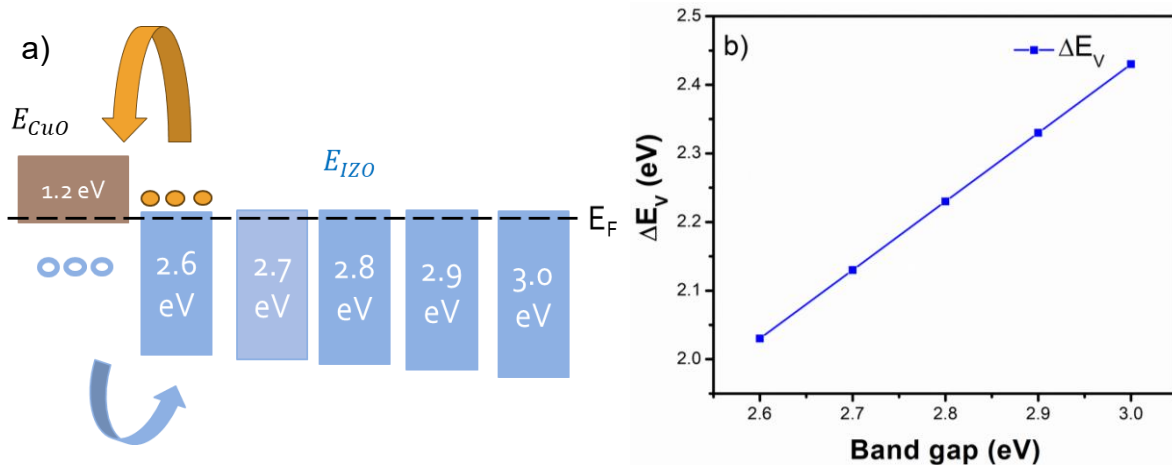 a)
E_CuO
1.2 eV
E_IZO
E_F
2.6
eV
2.7
eV
2.8
eV
2.9
eV
3.0
eV
b)
ΔE_V
ΔE_V (eV)
2.5
2.4
2.3
2.2
2.1
2.0
2.6 2.7 2.8 2.9 3.0
Band gap (eV)